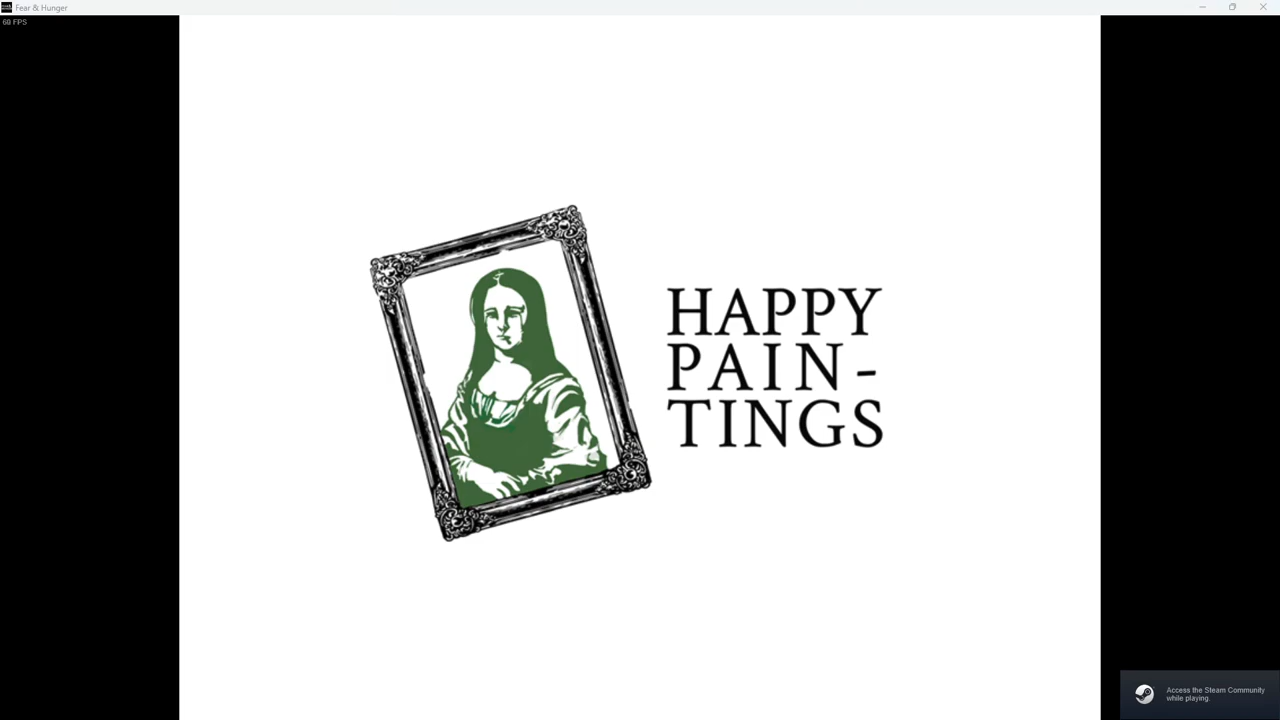 Fear & Hunger
60 FPS
HAPPY
PAIN-
TINGS
Access the Steam Community
while playing.